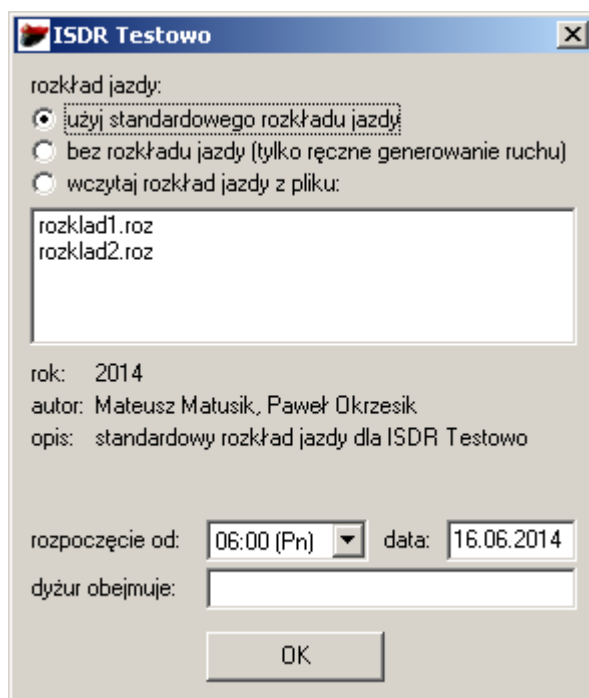 ISDR Testowo
rozkład jazdy:
użyj standardowego rozkładu jazdy
bez rozkładu jazdy (tylko ręczne generowanie ruchu)
wczytaj rozkład jazdy z pliku:
rozklad1.roz
rozklad2.roz
rok: 2014
autor: Mateusz Matusik, Paweł Okrzesik
opis: standardowy rozkład jazdy dla ISDR Testowo
rozpoczęcie od: 06:00 (Pn) data: 16.06.2014
dyżur obejmuje:
OK